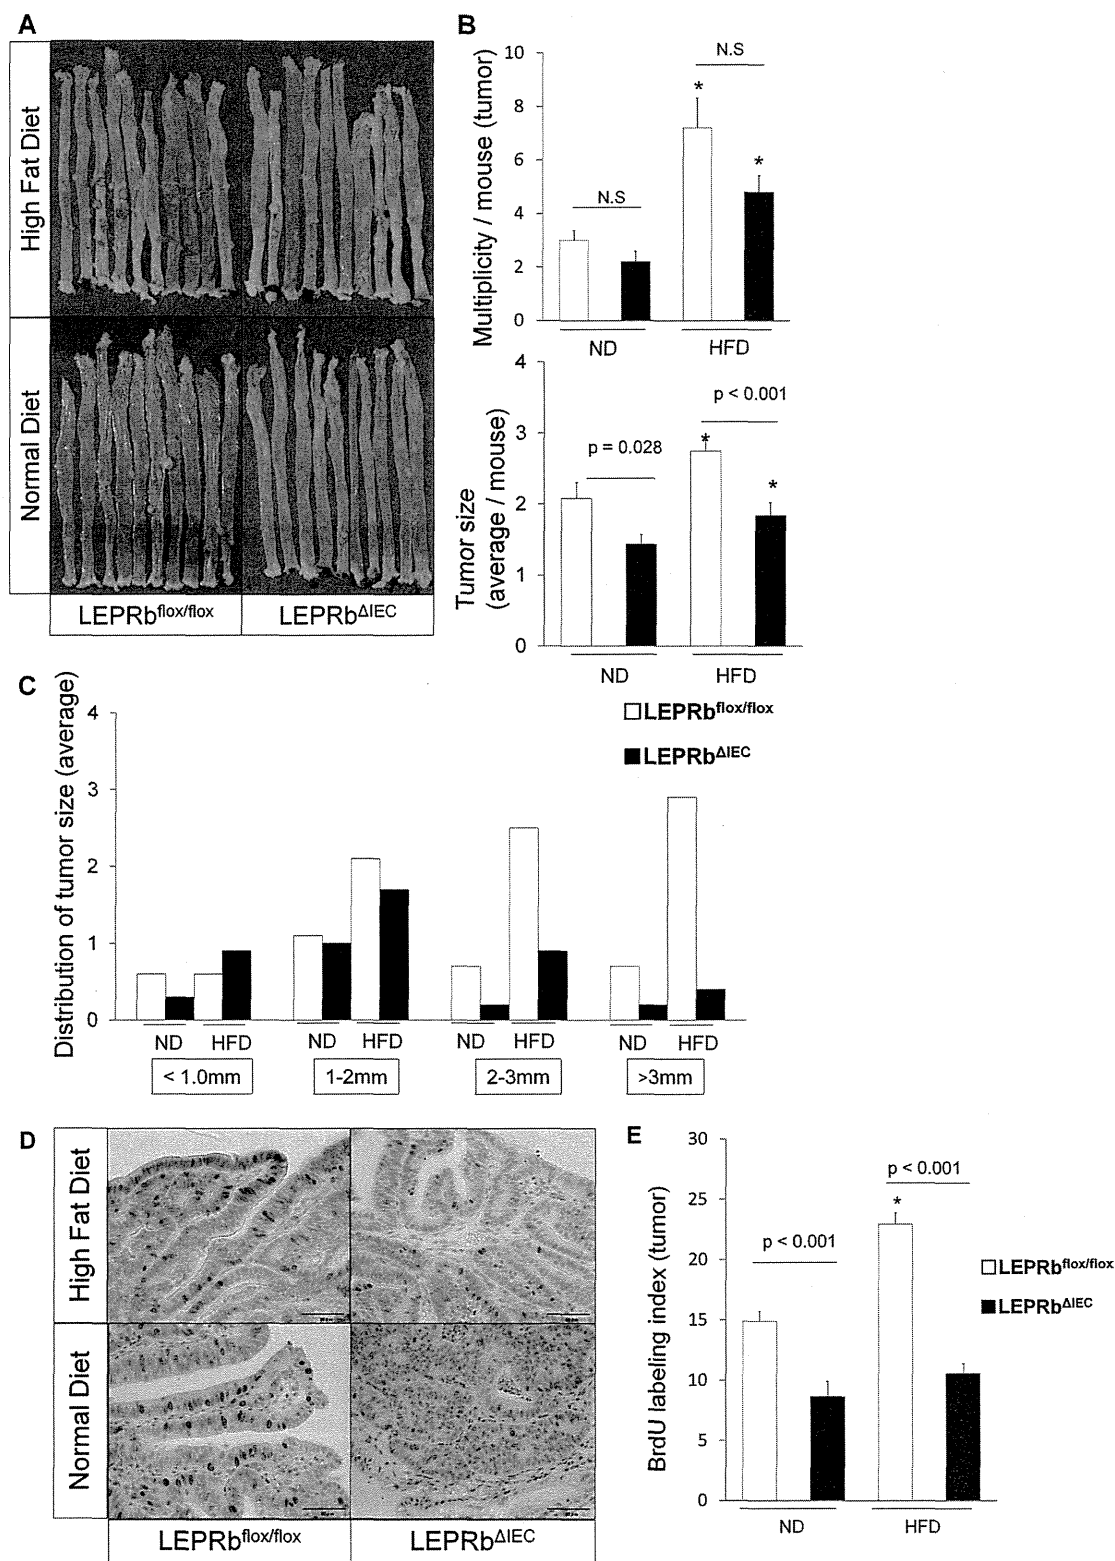 A
High Fat Diet
Normal Diet
LEPRb^flox/flox
LEPRb^ΔIEC
B
Multiplicity / mouse (tumor)
10
8
6
4
2
0
N.S
*
N.S
*
ND
HFD
Tumor size
(average / mouse)
4
3
2
1
0
p < 0.001
p = 0.028
*
*
ND
HFD
C
Distribution of tumor size (average)
4
3
2
1
0
LEPRb^flox/flox
LEPRb^ΔIEC
ND HFD ND HFD ND HFD ND HFD
< 1.0mm 1-2mm 2-3mm >3mm
D
High Fat Diet
Normal Diet
LEPRb^flox/flox
LEPRb^ΔIEC
E
BrdU labeling index (tumor)
30
25
20
15
10
5
0
p < 0.001
*
p < 0.001
LEPRb^flox/flox
LEPRb^ΔIEC
ND
HFD